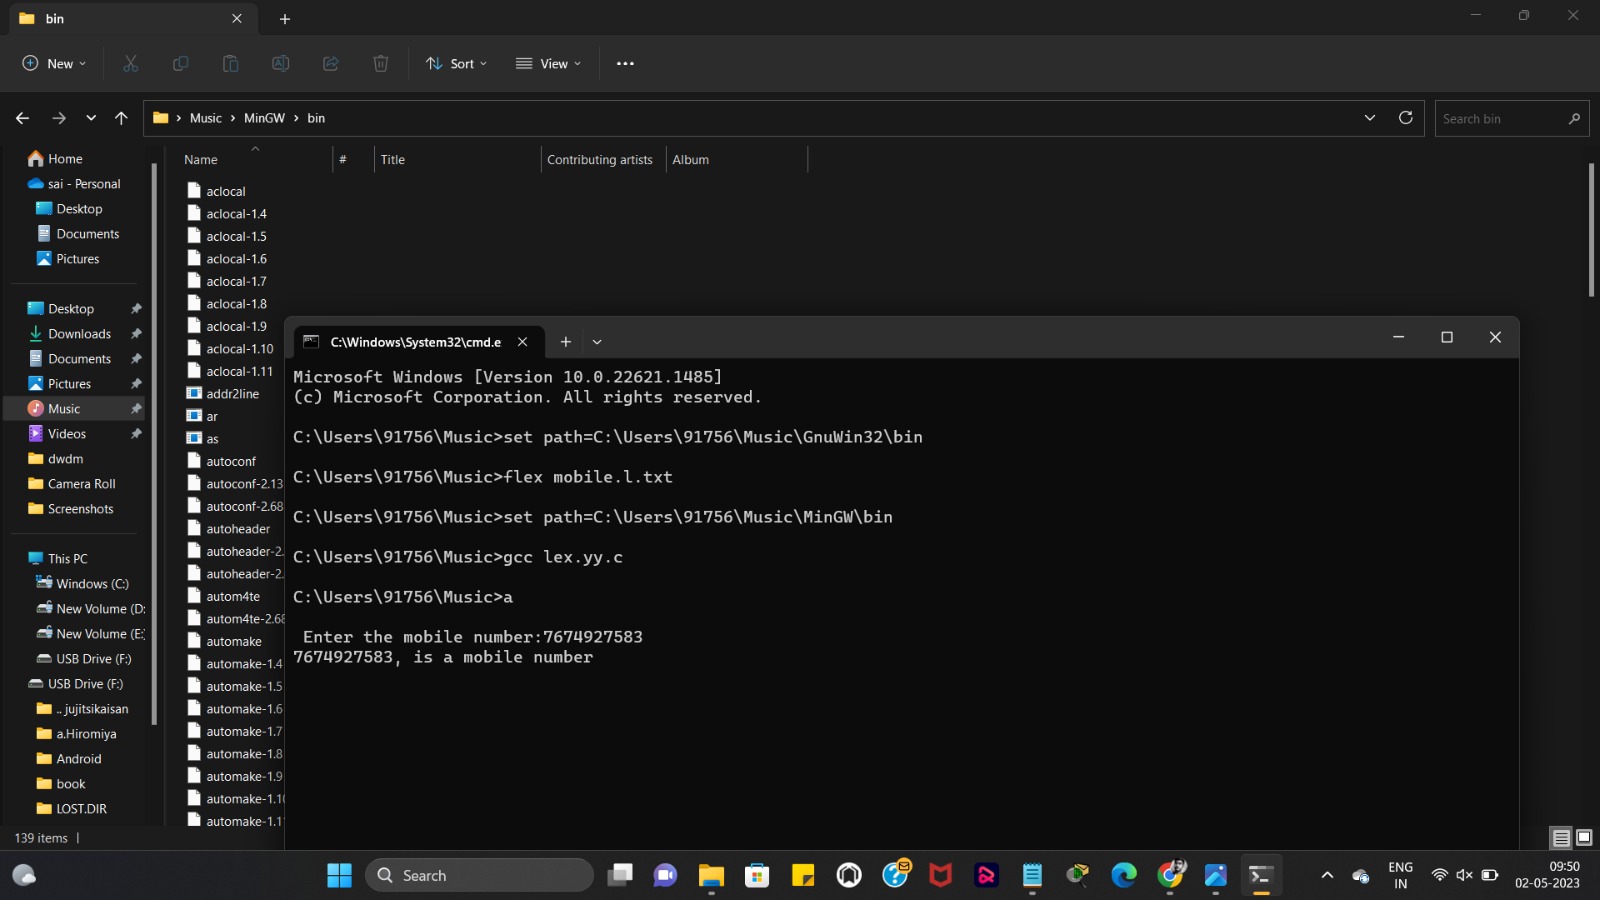 bin
New
Sort
View
Music > MinGW > bin
Search bin
Home
sai - Personal
Desktop
Documents
Pictures
Desktop
Downloads
Documents
Pictures
Music
Videos
dwdm
Camera Roll
Screenshots
This PC
Windows (C:)
New Volume (D:
New Volume (E:
USB Drive (F:)
USB Drive (F:)
.. jujitsikaisan
a.Hiromiya
Android
book
LOST.DIR
Name # Title Contributing artists Album
aclocal
aclocal-1.4
aclocal-1.5
aclocal-1.6
aclocal-1.7
aclocal-1.8
aclocal-1.9
aclocal-1.10
aclocal-1.11
addr2line
ar
as
autoconf
autoconf-2.13
autoconf-2.68
autoheader
autoheader-2.
autoheader-2.
autom4te
autom4te-2.68
automake
automake-1.4
automake-1.5
automake-1.6
automake-1.7
automake-1.8
automake-1.9
automake-1.10
automake-1.11
C:\Windows\System32\cmd.e
Microsoft Windows [Version 10.0.22621.1485]
(c) Microsoft Corporation. All rights reserved.
C:\Users\91756\Music>set path=C:\Users\91756\Music\GnuWin32\bin
C:\Users\91756\Music>flex mobile.l.txt
C:\Users\91756\Music>set path=C:\Users\91756\Music\MinGW\bin
C:\Users\91756\Music>gcc lex.yy.c
C:\Users\91756\Music>a
Enter the mobile number:7674927583
7674927583, is a mobile number
139 items
Search
ENG
IN
09:50
02-05-2023